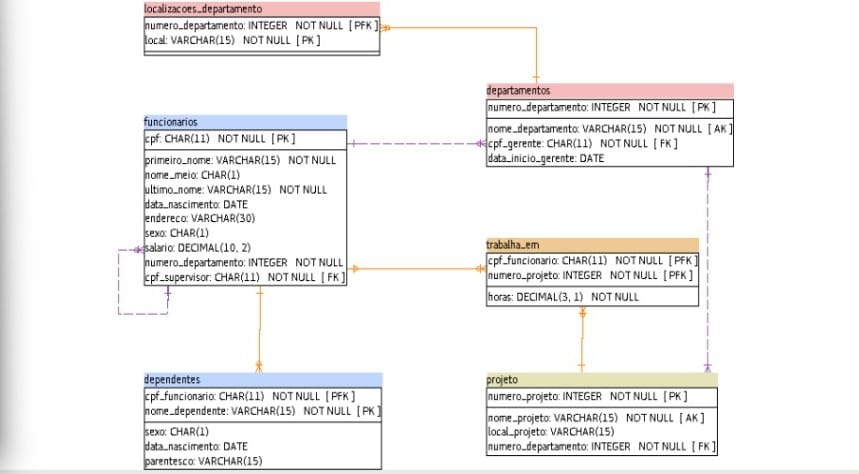 localizacoes_departamento
numero_departamento: INTEGER NOT NULL [ PFK ]
local: VARCHAR(15) NOT NULL [ PK ]
departamentos
numero_departamento: INTEGER NOT NULL [ PK ]
nome_departamento: VARCHAR(15) NOT NULL [ AK ]
cpf_gerente: CHAR(11) NOT NULL [ FK ]
data_inicio_gerente: DATE
funcionarios
cpf: CHAR(11) NOT NULL [ PK ]
primeiro_nome: VARCHAR(15) NOT NULL
nome_meio: CHAR(1)
ultimo_nome: VARCHAR(15) NOT NULL
data_nascimento: DATE
endereco: VARCHAR(30)
sexo: CHAR(1)
salario: DECIMAL(10, 2)
numero_departamento: INTEGER NOT NULL
cpf_supervisor: CHAR(11) NOT NULL [ FK ]
trabalha_em
cpf_funcionario: CHAR(11) NOT NULL [ PFK ]
numero_projeto: INTEGER NOT NULL [ PFK ]
horas: DECIMAL(3, 1) NOT NULL
dependentes
cpf_funcionario: CHAR(11) NOT NULL [ PFK ]
nome_dependente: VARCHAR(15) NOT NULL [ PK ]
sexo: CHAR(1)
data_nascimento: DATE
parentesco: VARCHAR(15)
projeto
numero_projeto: INTEGER NOT NULL [ PK ]
nome_projeto: VARCHAR(15) NOT NULL [ AK ]
local_projeto: VARCHAR(15)
numero_departamento: INTEGER NOT NULL [ FK ]